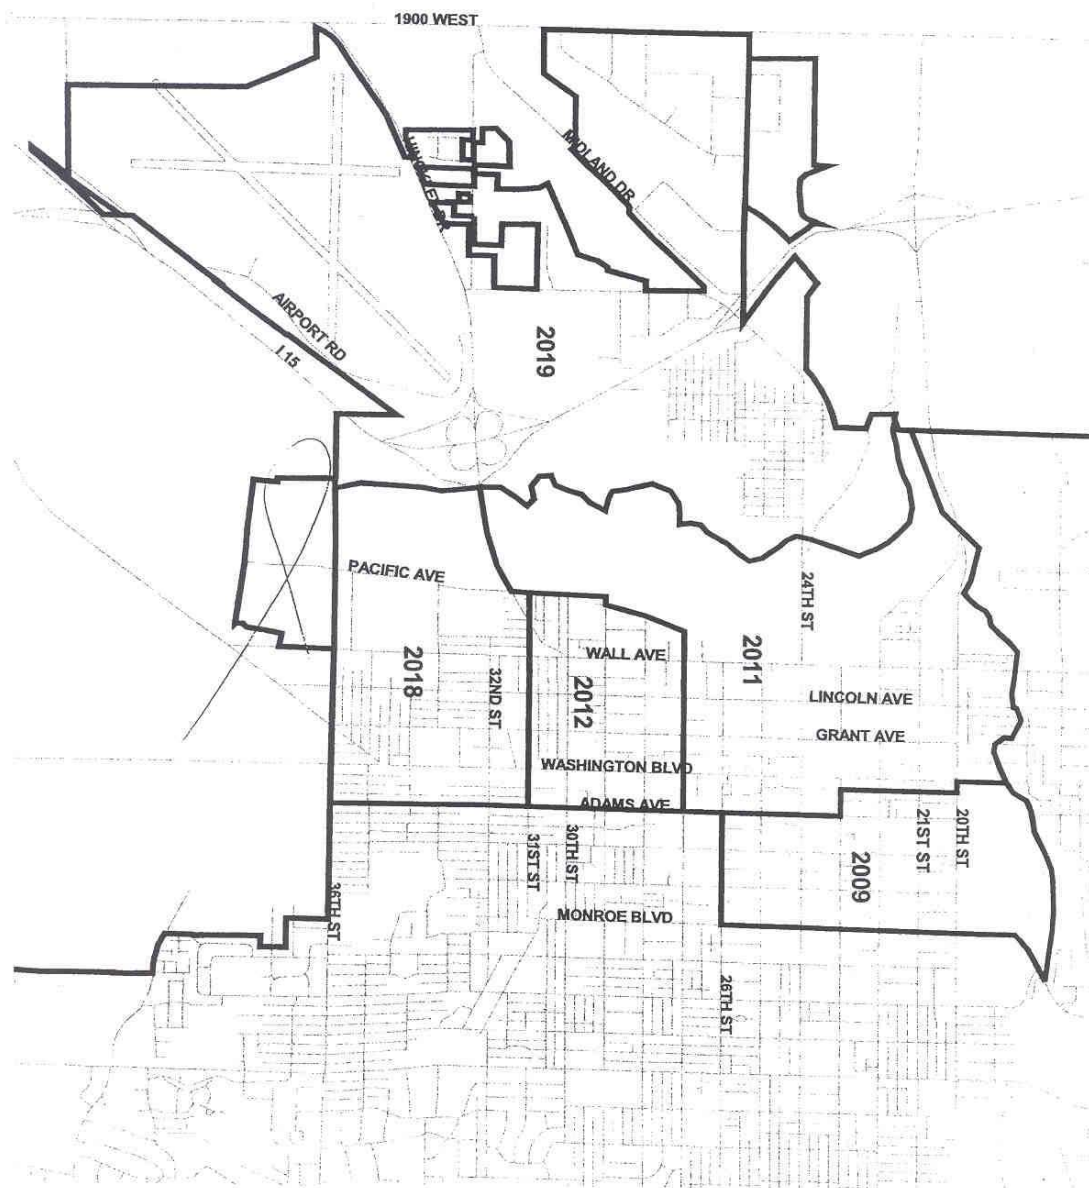 1900 WEST
MIDLAND DR
AIRPORT RD
I.15
2019
PACIFIC AVE
24TH ST
2018
32ND ST
WALL AVE
2012
2011
LINCOLN AVE
GRANT AVE
WASHINGTON BLVD
ADAMS AVE
31ST ST
30TH ST
21ST ST
20TH ST
2009
36TH ST
MONROE BLVD
26TH ST